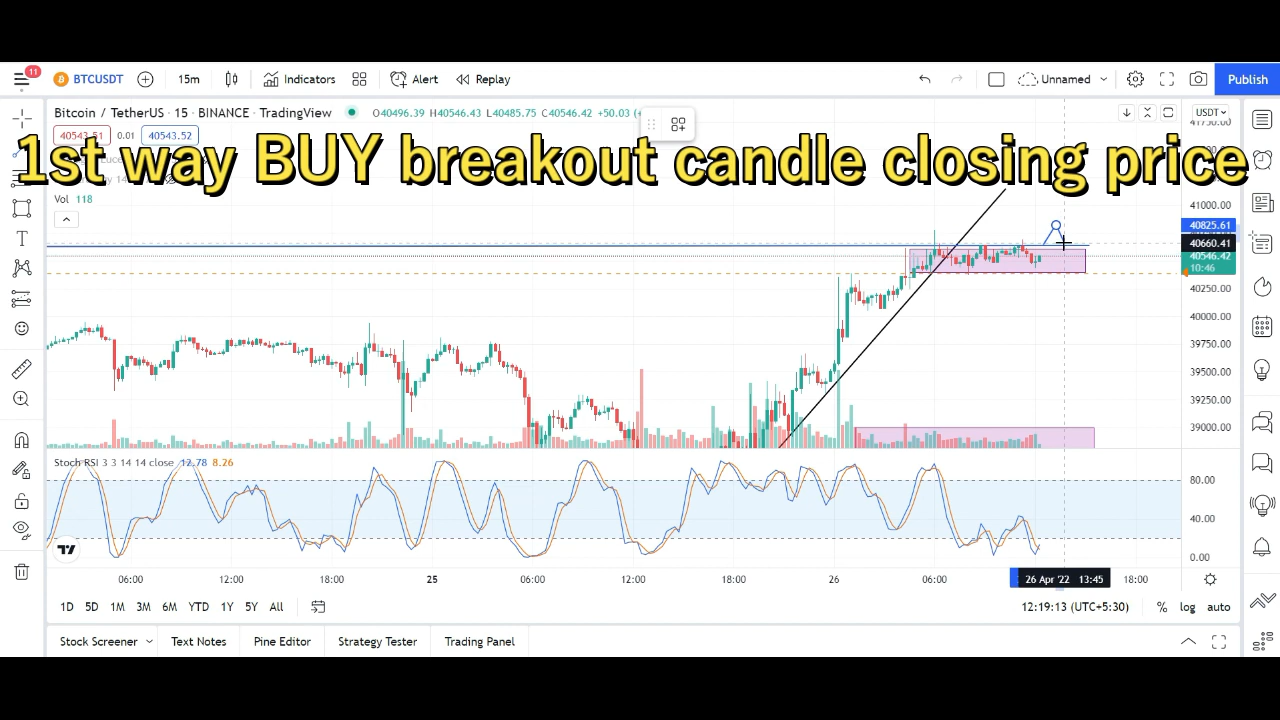 11
BTCUSDT
15m
Indicators
Alert
Replay
Unnamed
Publish
Bitcoin / TetherUS · 15 · BINANCE · TradingView
O40496.39 H40546.43 L40485.75 C40546.42 +50.03
USDT
40543.51
0.01
40543.52
1st way BUY breakout candle closing price
Vol 118
41000.00
40825.61
40660.41
40546.42
10:46
40250.00
40000.00
39750.00
39500.00
39250.00
39000.00
Stoch RSI 3 3 14 14 close 12.78 8.26
80.00
40.00
0.00
06:00
12:00
18:00
25
06:00
12:00
18:00
26
06:00
26 Apr '22 13:45
18:00
1D
5D
1M
3M
6M
YTD
1Y
5Y
All
12:19:13 (UTC+5:30)
%
log
auto
Stock Screener
Text Notes
Pine Editor
Strategy Tester
Trading Panel